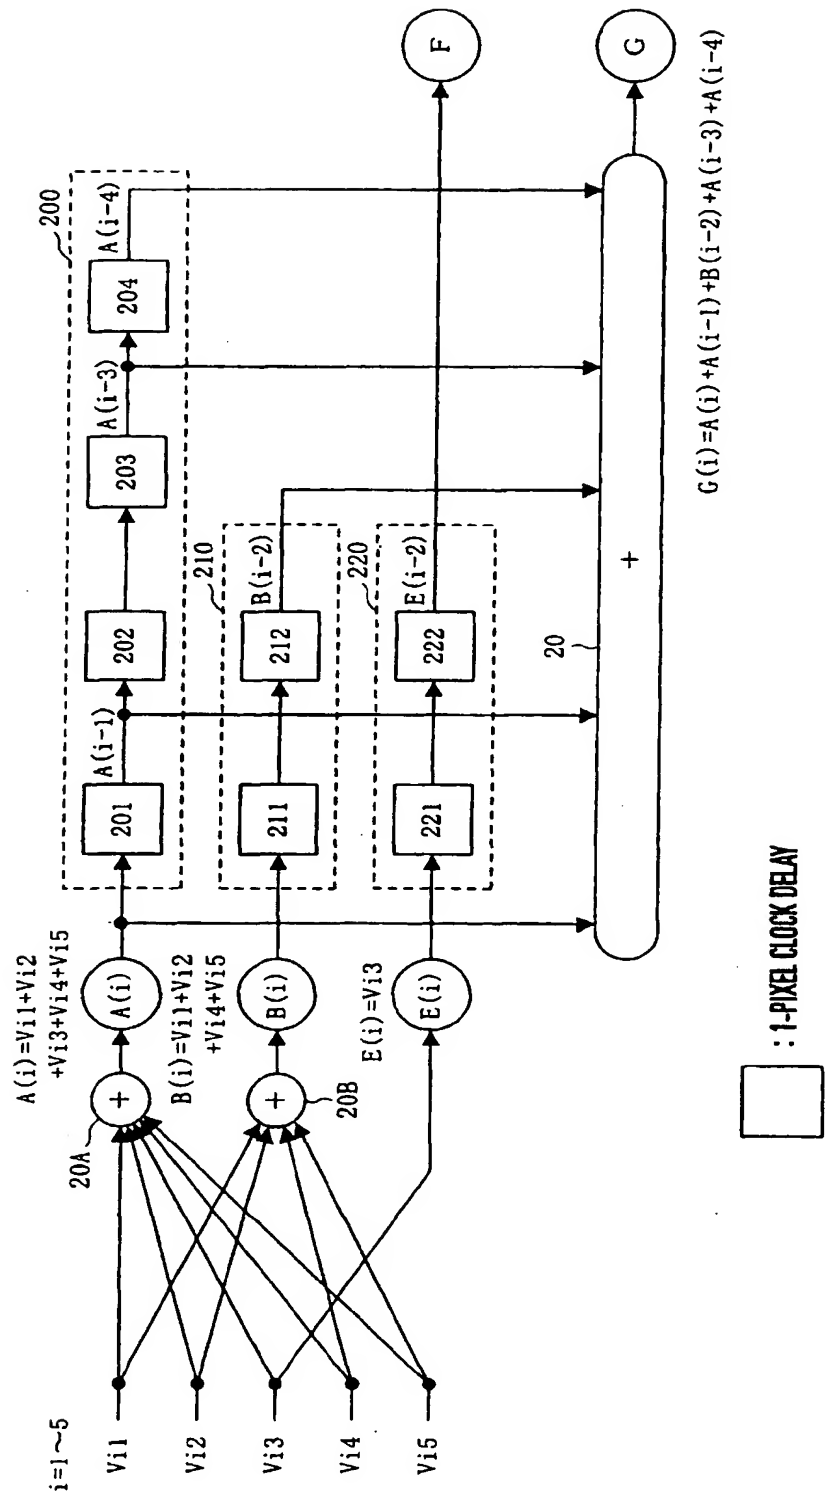 i=1~5
Vi1
Vi2
Vi3
Vi4
Vi5
20A
+
20B
+
A(i)=Vi1+Vi2
+Vi3+Vi4+Vi5
A(i)
B(i)=Vi1+Vi2
+Vi4+Vi5
B(i)
E(i)=Vi3
E(i)
200
201
A(i-1)
202
203
A(i-3)
204
A(i-4)
210
211
212
B(i-2)
220
221
222
E(i-2)
20
+
F
G
G(i)=A(i)+A(i-1)+B(i-2)+A(i-3)+A(i-4)
: 1-PIXEL CLOCK DELAY